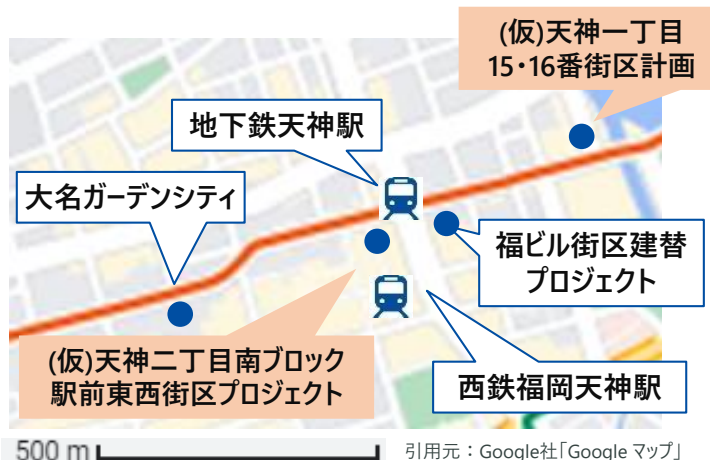 (仮)天神一丁目
15・16番街区計画
地下鉄天神駅
大名ガーデンシティ
福ビル街区建替
プロジェクト
(仮)天神二丁目南ブロック
駅前東西街区プロジェクト
西鉄福岡天神駅
500 m
引用元：Google社「Google マップ」